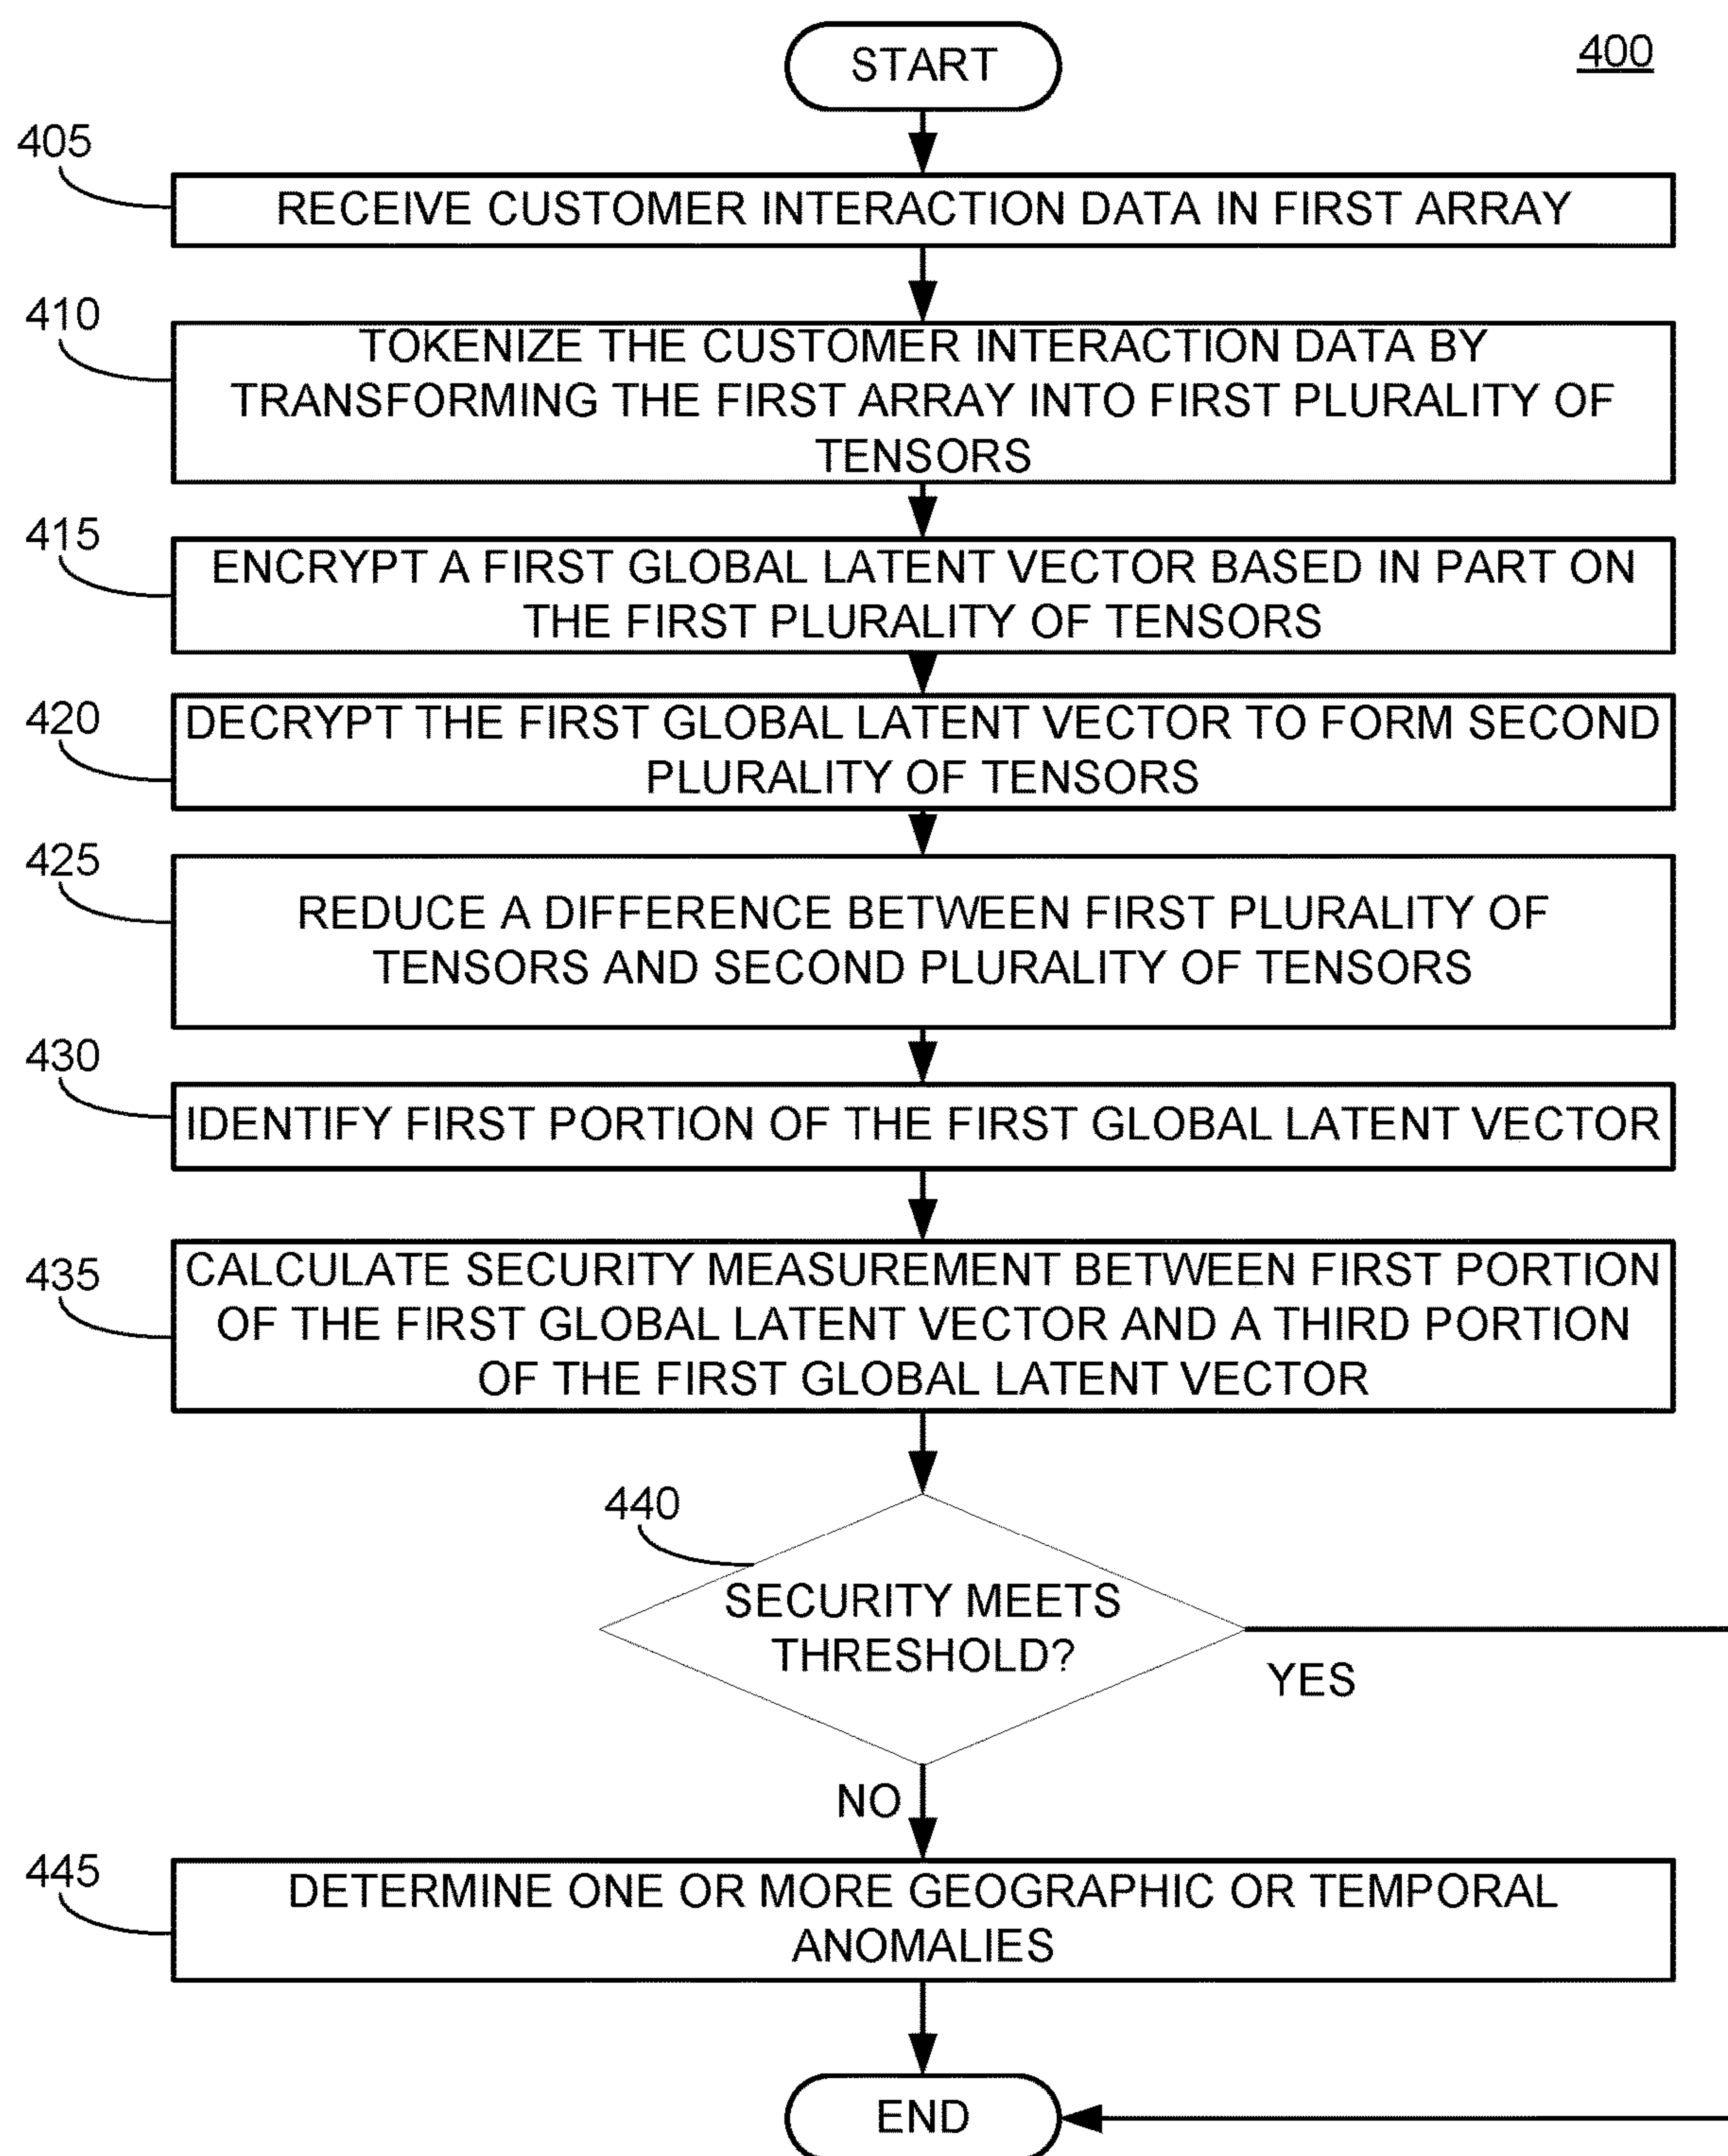 START
400
405
RECEIVE CUSTOMER INTERACTION DATA IN FIRST ARRAY
410
TOKENIZE THE CUSTOMER INTERACTION DATA BY
TRANSFORMING THE FIRST ARRAY INTO FIRST PLURALITY OF
TENSORS
415
ENCRYPT A FIRST GLOBAL LATENT VECTOR BASED IN PART ON
THE FIRST PLURALITY OF TENSORS
420
DECRYPT THE FIRST GLOBAL LATENT VECTOR TO FORM SECOND
PLURALITY OF TENSORS
425
REDUCE A DIFFERENCE BETWEEN FIRST PLURALITY OF
TENSORS AND SECOND PLURALITY OF TENSORS
430
IDENTIFY FIRST PORTION OF THE FIRST GLOBAL LATENT VECTOR
435
CALCULATE SECURITY MEASUREMENT BETWEEN FIRST PORTION
OF THE FIRST GLOBAL LATENT VECTOR AND A THIRD PORTION
OF THE FIRST GLOBAL LATENT VECTOR
440
SECURITY MEETS
THRESHOLD?
YES
NO
445
DETERMINE ONE OR MORE GEOGRAPHIC OR TEMPORAL
ANOMALIES
END